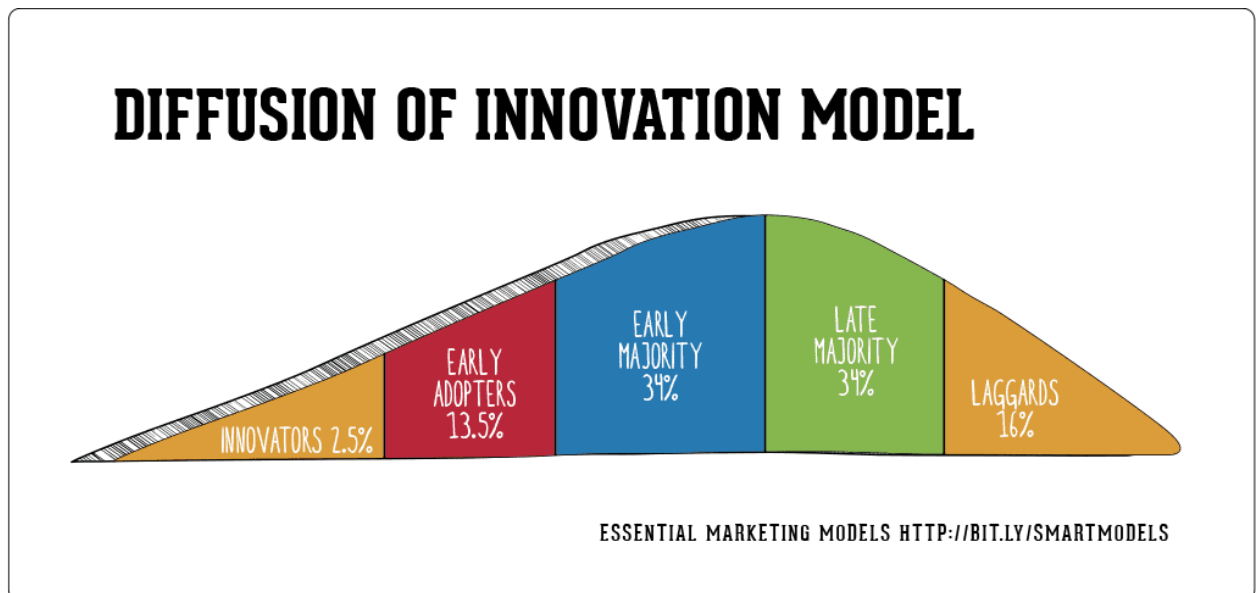 DIFFUSION OF INNOVATION MODEL
INNOVATORS 2.5%
EARLY
ADOPTERS
13.5%
EARLY
MAJORITY
34%
LATE
MAJORITY
34%
LAGGARDS
16%
ESSENTIAL MARKETING MODELS HTTP://BIT.LY/SMARTMODELS